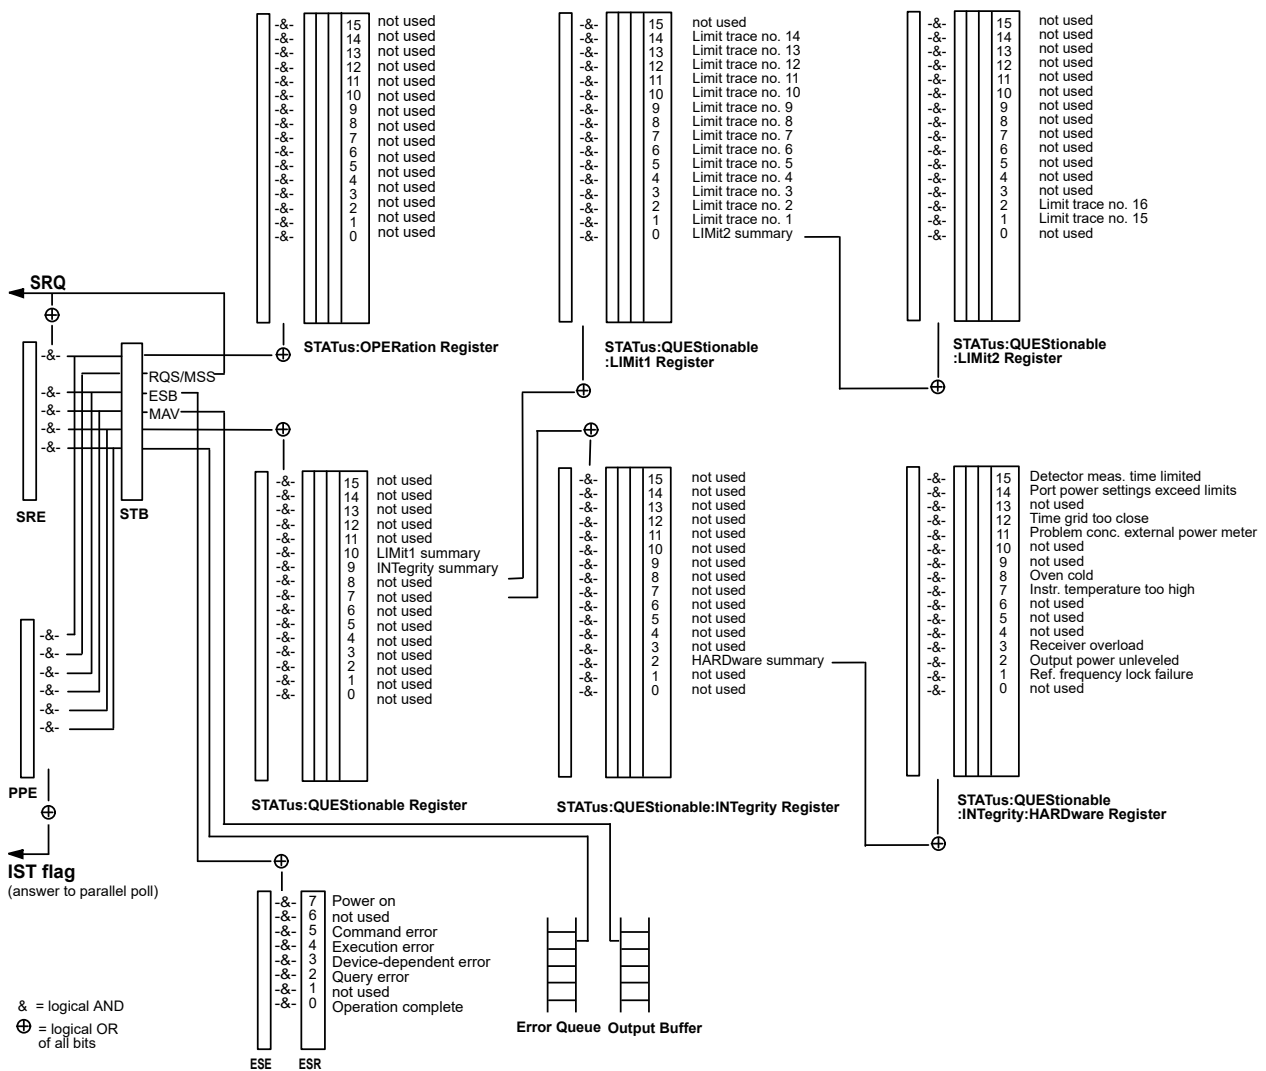 -&- 15 not used
-&- 14 not used
-&- 13 not used
-&- 12 not used
-&- 11 not used
-&- 10 not used
-&- 9 not used
-&- 8 not used
-&- 7 not used
-&- 6 not used
-&- 5 not used
-&- 4 not used
-&- 3 not used
-&- 2 not used
-&- 1 not used
-&- 0
STATus:OPERation Register
-&- 15 not used
-&- 14 Limit trace no. 14
-&- 13 Limit trace no. 13
-&- 12 Limit trace no. 12
-&- 11 Limit trace no. 11
-&- 10 Limit trace no. 10
-&- 9 Limit trace no. 9
-&- 8 Limit trace no. 8
-&- 7 Limit trace no. 7
-&- 6 Limit trace no. 6
-&- 5 Limit trace no. 5
-&- 4 Limit trace no. 4
-&- 3 Limit trace no. 3
-&- 2 Limit trace no. 2
-&- 1 Limit trace no. 1
-&- 0 LIMit2 summary
STATus:QUEStionable
:LIMit1 Register
-&- 15 not used
-&- 14 not used
-&- 13 not used
-&- 12 not used
-&- 11 not used
-&- 10 not used
-&- 9 not used
-&- 8 not used
-&- 7 not used
-&- 6 not used
-&- 5 not used
-&- 4 not used
-&- 3 not used
-&- 2 Limit trace no. 16
-&- 1 Limit trace no. 15
-&- 0 not used
STATus:QUEStionable
:LIMit2 Register
SRQ
-&-
RQS/MSS
-&- ESB
-&- MAV
-&-
-&-
SRE
STB
-&- 15 not used
-&- 14 not used
-&- 13 not used
-&- 12 not used
-&- 11 not used
-&- 10 LIMit1 summary
-&- 9 INTegrity summary
-&- 8 not used
-&- 7 not used
-&- 6 not used
-&- 5 not used
-&- 4 not used
-&- 3 not used
-&- 2 not used
-&- 1 not used
-&- 0 not used
STATus:QUEStionable Register
-&- 15 not used
-&- 14 not used
-&- 13 not used
-&- 12 not used
-&- 11 not used
-&- 10 not used
-&- 9 not used
-&- 8 not used
-&- 7 not used
-&- 6 not used
-&- 5 not used
-&- 4 not used
-&- 3 not used
-&- 2 HARDware summary
-&- 1 not used
-&- 0 not used
STATus:QUEStionable:INTegrity Register
-&- 15 Detector meas. time limited
-&- 14 Port power settings exceed limits
-&- 13 not used
-&- 12 Time grid too close
-&- 11 Problem conc. external power meter
-&- 10 not used
-&- 9 not used
-&- 8 Oven cold
-&- 7 Instr. temperature too high
-&- 6 not used
-&- 5 not used
-&- 4 not used
-&- 3 Receiver overload
-&- 2 Output power unleveled
-&- 1 Ref. frequency lock failure
-&- 0 not used
STATus:QUEStionable
:INTegrity:HARDware Register
-&-
-&-
-&-
-&-
-&-
-&-
PPE
IST flag
(answer to parallel poll)
-&- 7 Power on
-&- 6 not used
-&- 5 Command error
-&- 4 Execution error
-&- 3 Device-dependent error
-&- 2 Query error
-&- 1 not used
-&- 0 Operation complete
ESE
ESR
Error Queue
Output Buffer
& = logical AND
⊕ = logical OR
of all bits